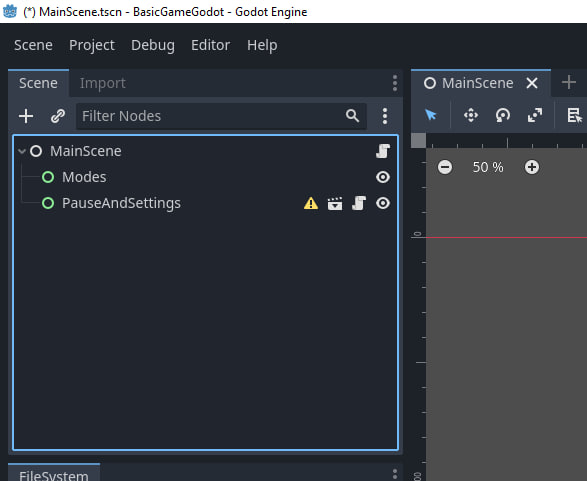 (*) MainScene.tscn - BasicGameGodot - Godot Engine
Scene Project Debug Editor Help
Scene Import
MainScene
Filter Nodes
50 %
MainScene
Modes
PauseAndSettings
0
FileSystem